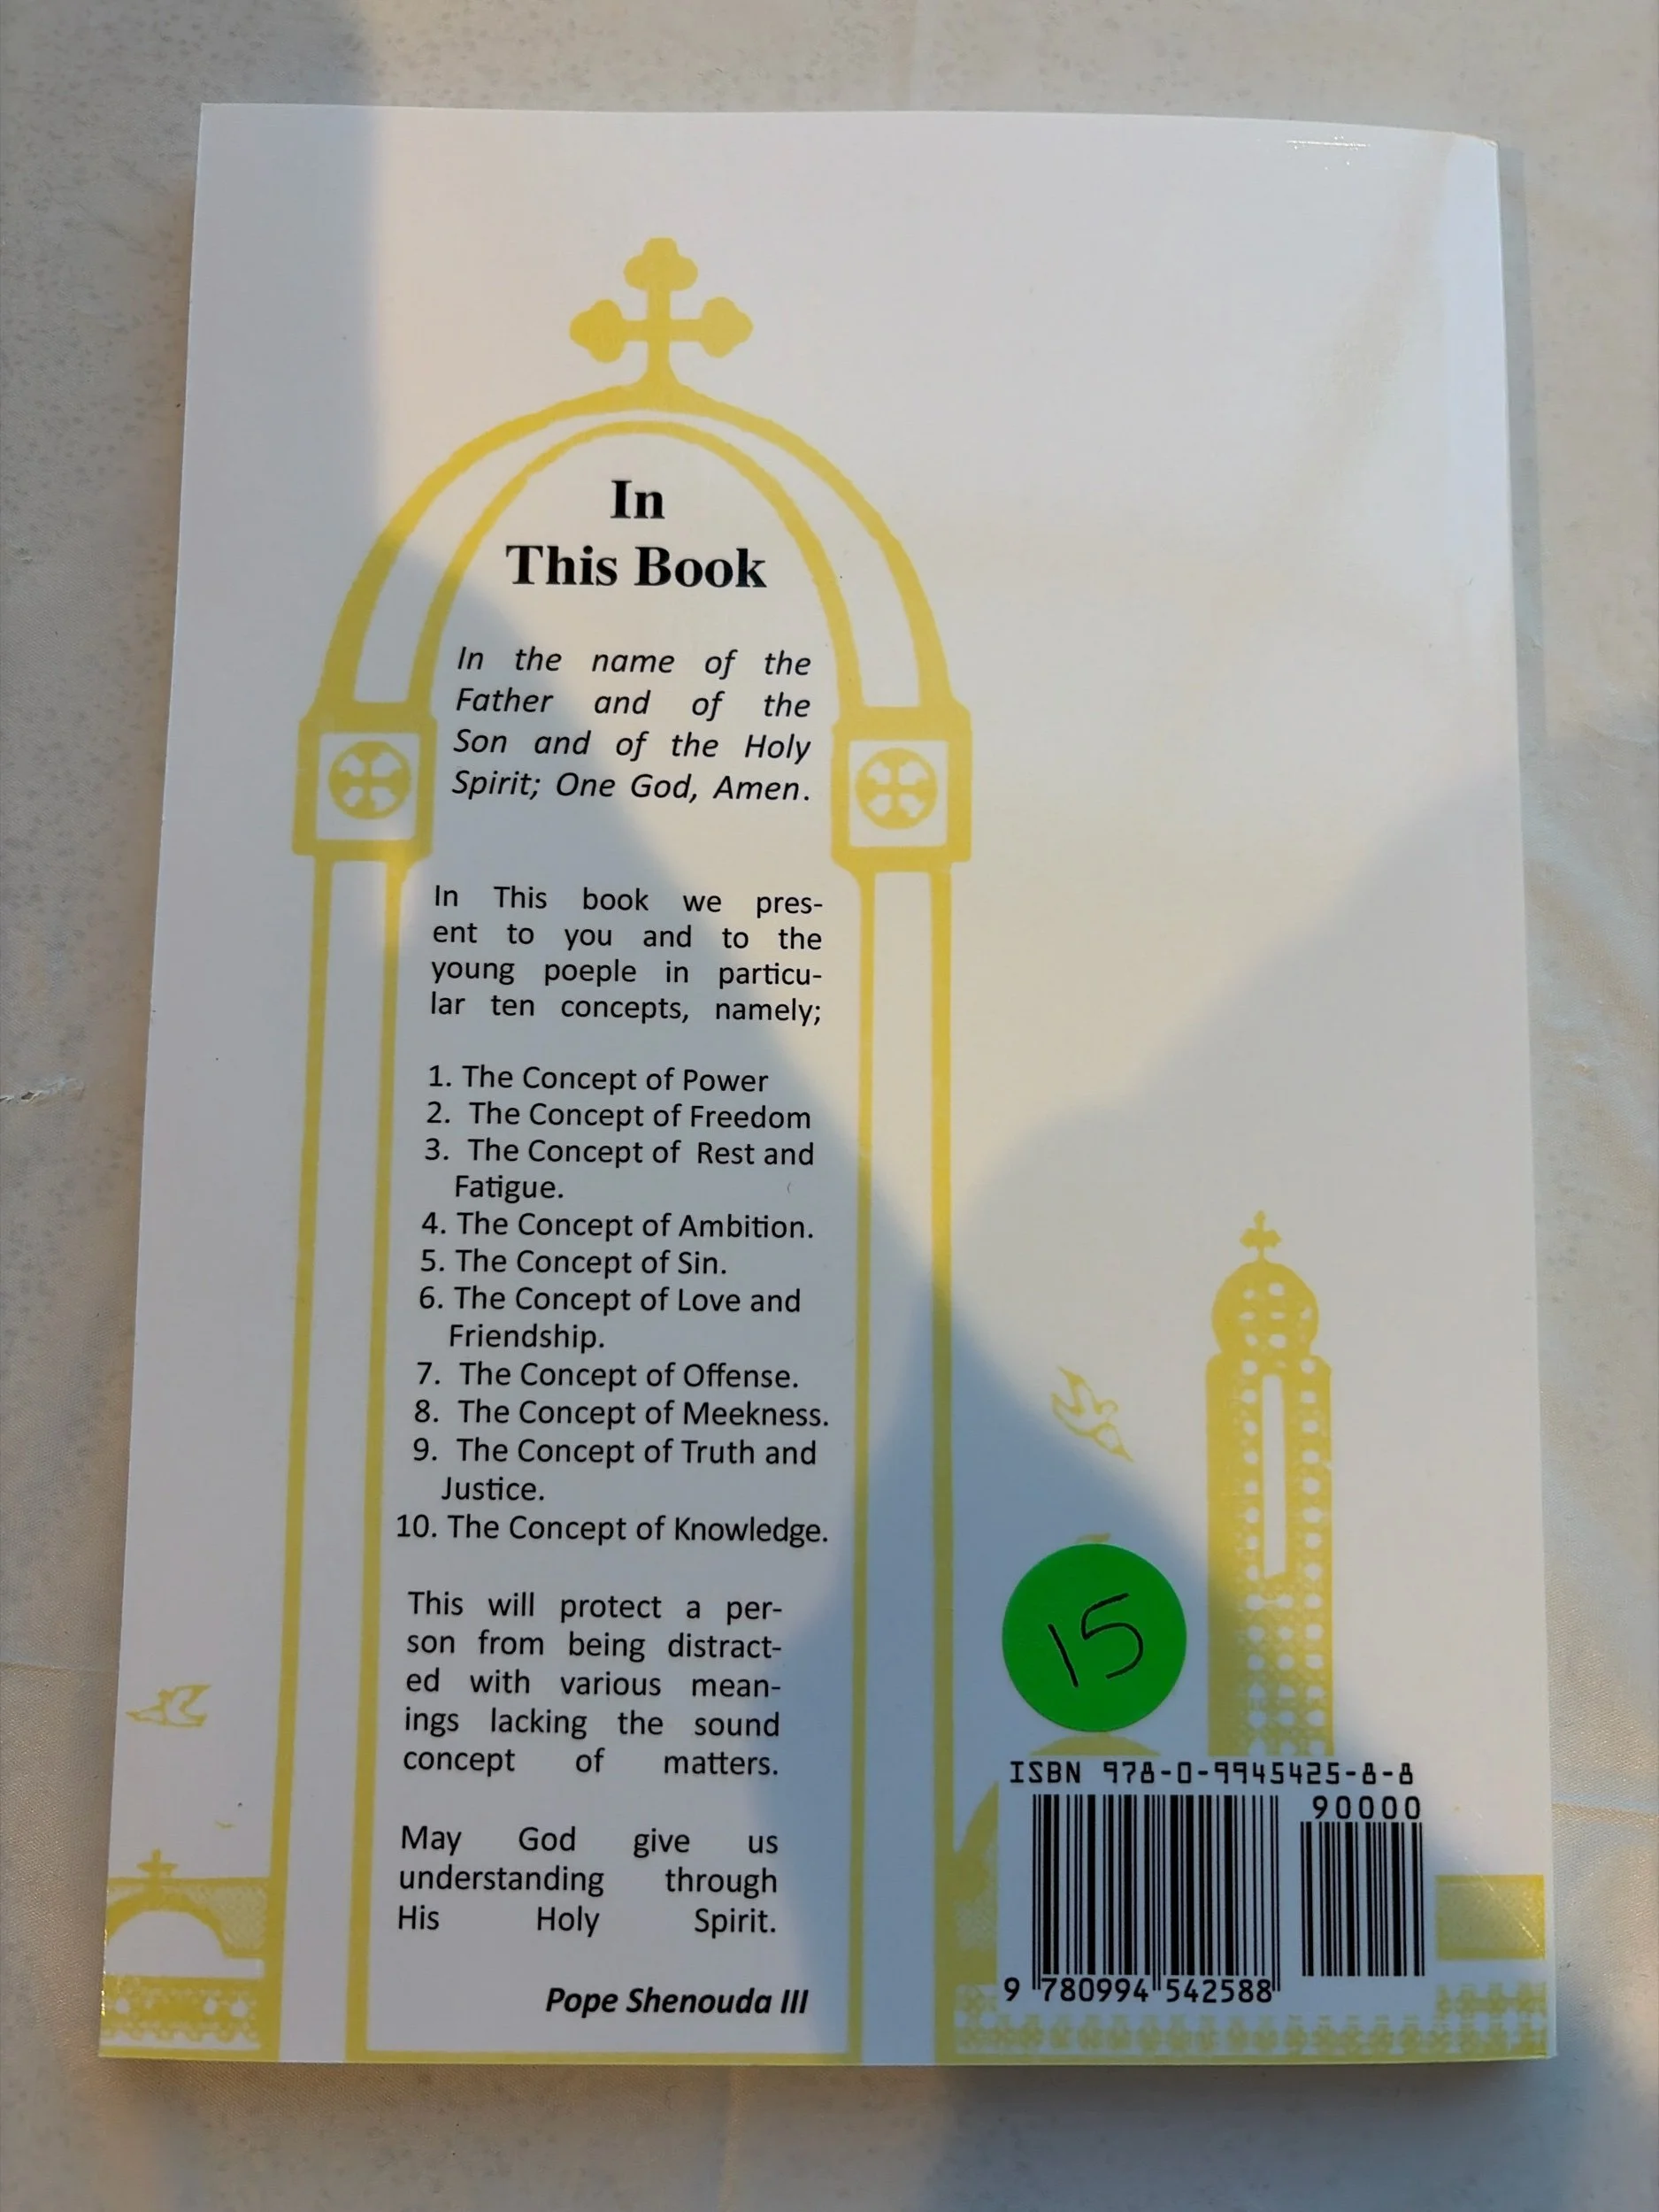 In
This Book
In the name of the
Father and of the
Son and of the Holy
Spirit; One God, Amen.
In This book we pres-
ent to you and to the
young poeple in particu-
lar ten concepts, namely;
1. The Concept of Power
2. The Concept of Freedom
3. The Concept of Rest and
Fatigue.
4. The Concept of Ambition.
5. The Concept of Sin.
6. The Concept of Love and
Friendship.
7. The Concept of Offense.
8. The Concept of Meekness.
9. The Concept of Truth and
Justice.
10. The Concept of Knowledge.
This will protect a per-
son from being distract-
ed with various mean-
ings lacking the sound
concept of matters.
May God give us
understanding through
His Holy Spirit.
Pope Shenouda III
15
ISBN 978-0-9945425-8-8
90000
9 780994 542588